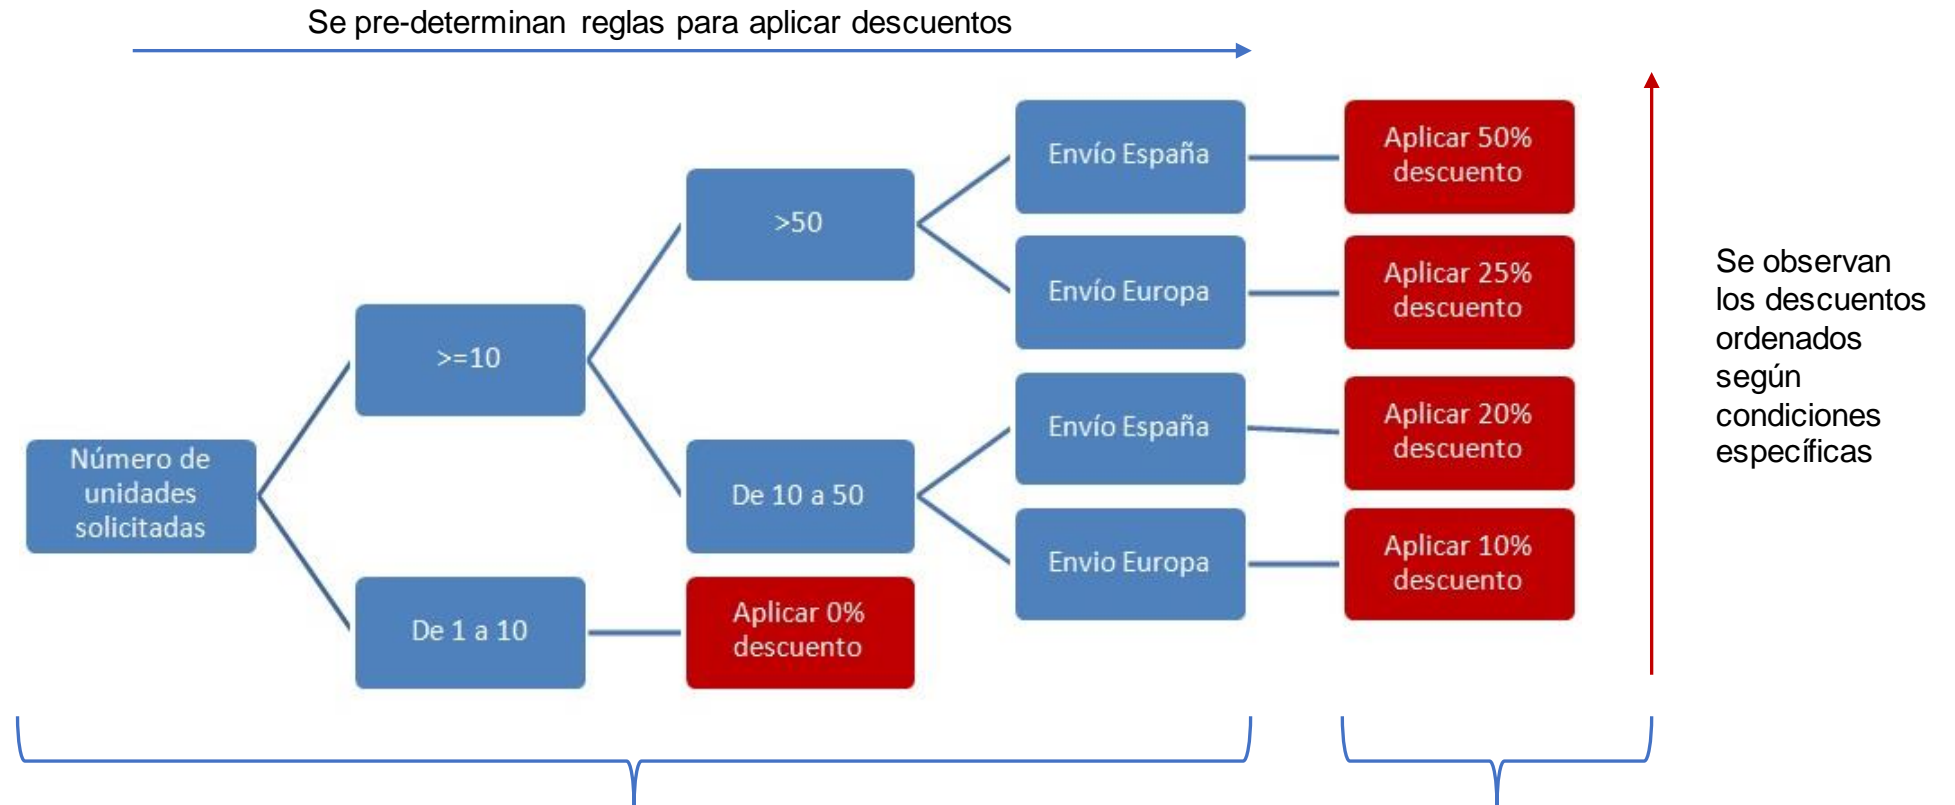 Se pre-determinan reglas para aplicar descuentos
Número de
unidades
solicitadas
>=10
De 1 a 10
>50
De 10 a 50
Aplicar 0%
descuento
Envío España
Envío Europa
Envío España
Envio Europa
Aplicar 50%
descuento
Aplicar 25%
descuento
Aplicar 20%
descuento
Aplicar 10%
descuento
Se observan
los descuentos
ordenados
según
condiciones
específicas